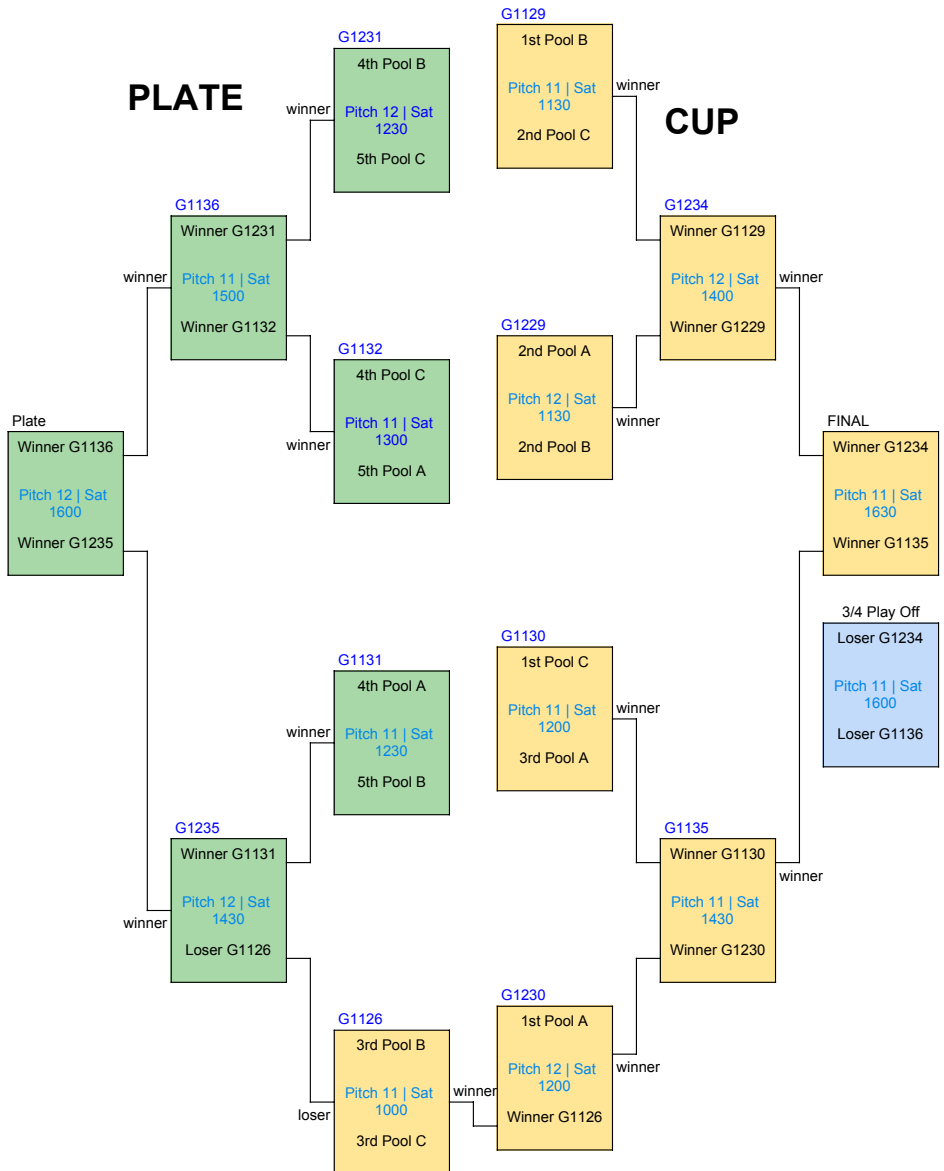 G1129
G1231
1st Pool B
4th Pool B
PLATE
winner
Pitch 11 | Sat
1130
winner
CUP
Pitch 12 | Sat
1230
2nd Pool C
5th Pool C
G1136
G1234
Winner G1231
Winner G1129
winner
Pitch 11 | Sat
1500
Pitch 12 | Sat
1400
winner
Winner G1132
Winner G1229
G1132
G1229
4th Pool C
2nd Pool A
Pitch 11 | Sat
1300
Pitch 12 | Sat
1130
winner
winner
5th Pool A
2nd Pool B
Plate
FINAL
Winner G1136
Winner G1234
Pitch 12 | Sat
1600
Pitch 11 | Sat
1630
Winner G1235
Winner G1135
3/4 Play Off
Loser G1234
Pitch 11 | Sat
1600
Loser G1136
G1131
G1130
4th Pool A
1st Pool C
winner
Pitch 11 | Sat
1230
Pitch 11 | Sat
1200
winner
5th Pool B
3rd Pool A
G1235
G1135
Winner G1131
Winner G1130
winner
Pitch 12 | Sat
1430
Pitch 11 | Sat
1430
winner
Loser G1126
Winner G1230
G1126
G1230
3rd Pool B
1st Pool A
Pitch 11 | Sat
1000
Pitch 12 | Sat
1200
winner
loser
winner
3rd Pool C
Winner G1126